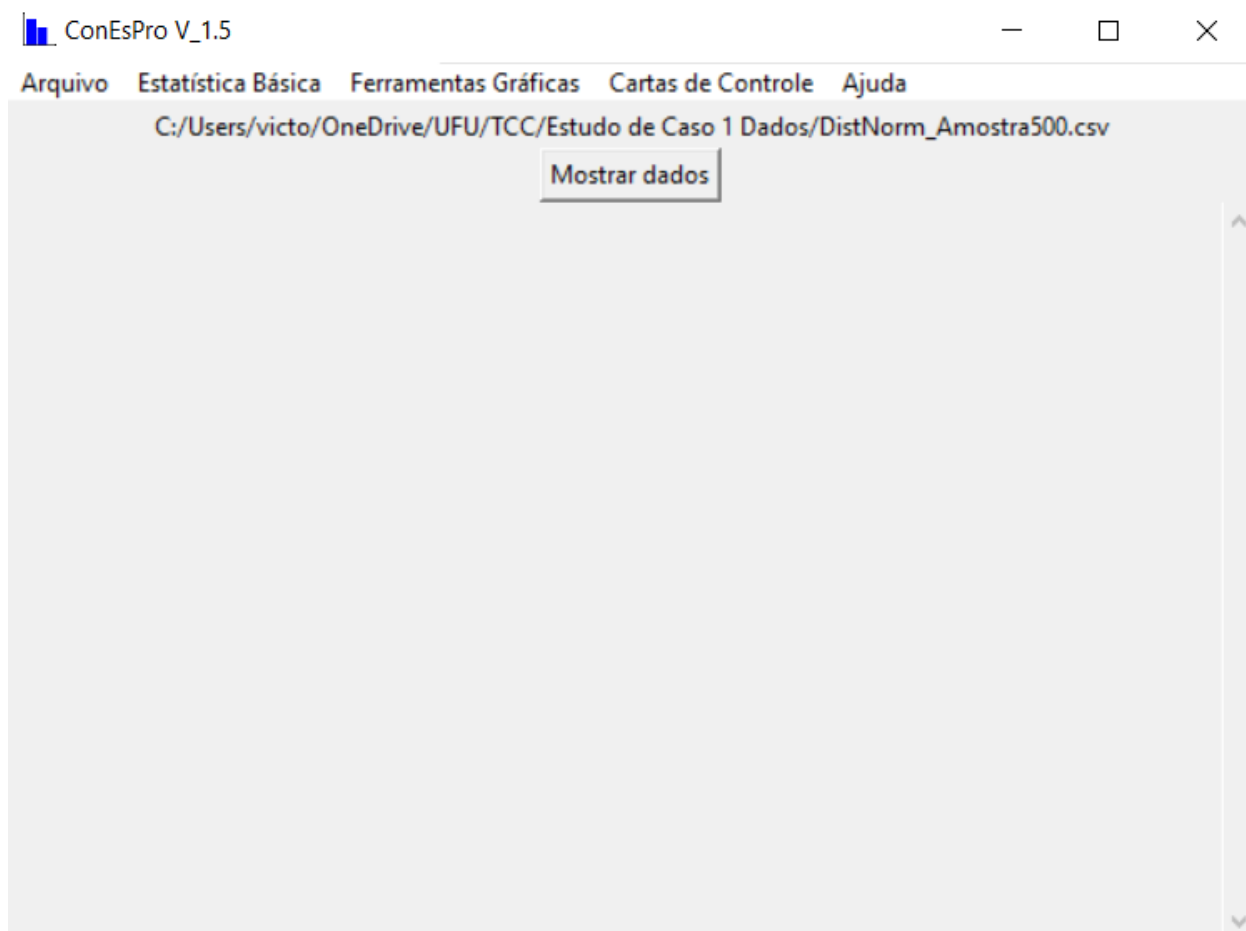 ConEsPro V_1.5
Arquivo Estatística Básica Ferramentas Gráficas Cartas de Controle Ajuda
C:/Users/victo/OneDrive/UFU/TCC/Estudo de Caso 1 Dados/DistNorm_Amostra500.csv
Mostrar dados